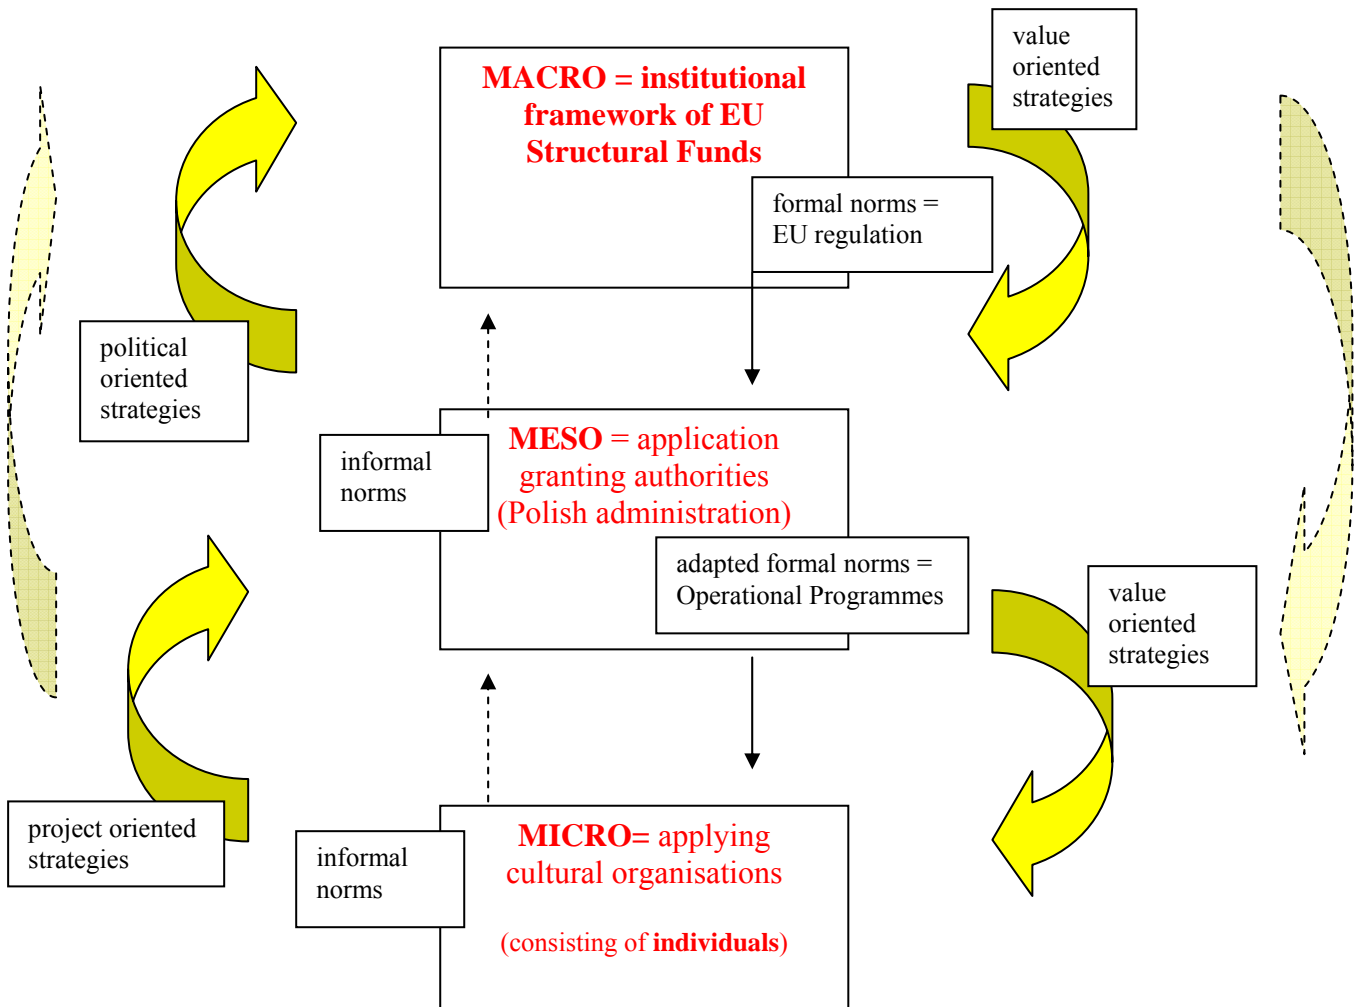 MACRO = institutional
framework of EU
Structural Funds
value
oriented
strategies
formal norms =
EU regulation
political
oriented
strategies
informal
norms
MESO = application
granting authorities
(Polish administration)
adapted formal norms =
Operational Programmes
value
oriented
strategies
project oriented
strategies
informal
norms
MICRO= applying
cultural organisations
(consisting of individuals)